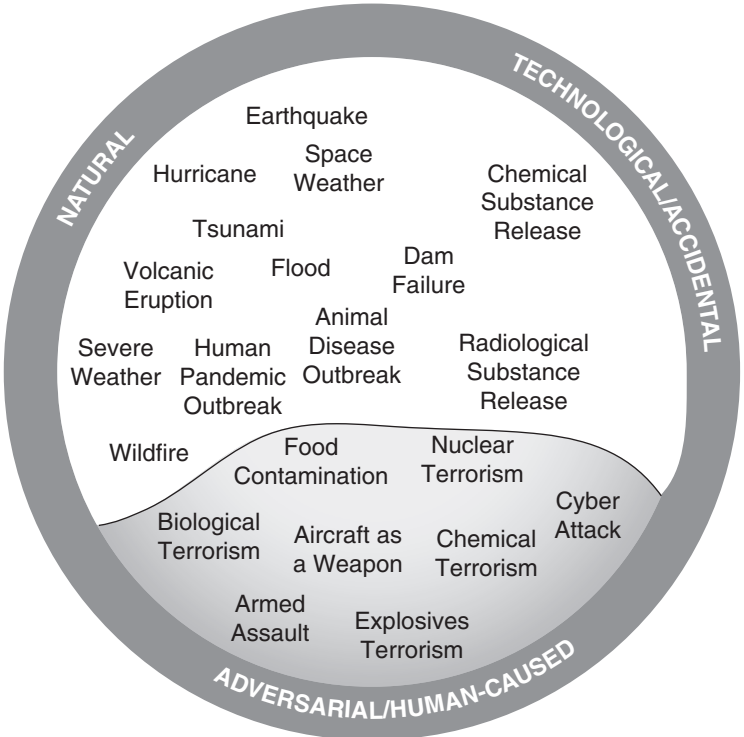 NATURAL
TECHNOLOGICAL/ACCIDENTAL
Earthquake
Space
Weather
Hurricane
Chemical
Substance
Release
Tsunami
Dam
Failure
Flood
Volcanic
Eruption
Animal
Disease
Outbreak
Severe
Weather
Human
Pandemic
Outbreak
Radiological
Substance
Release
Wildfire
Food
Contamination
Nuclear
Terrorism
Cyber
Attack
Biological
Terrorism
Aircraft as
a Weapon
Chemical
Terrorism
Armed
Assault
Explosives
Terrorism
ADVERSARIAL/HUMAN-CAUSED